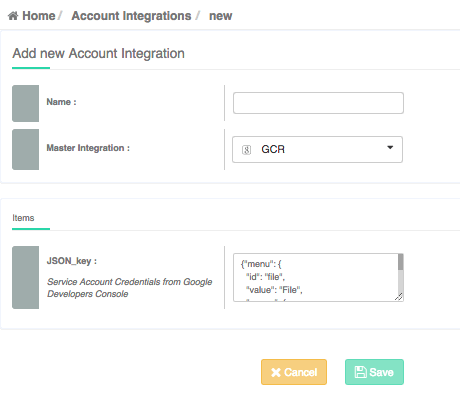 Home / Account Integrations / new
Add new Account Integration
Name :
Master Integration :
GCR
Items
JSON_key :
Service Account Credentials from Google
Developers Console
{"menu": {
"id": "file",
"value": "File",
Cancel
Save